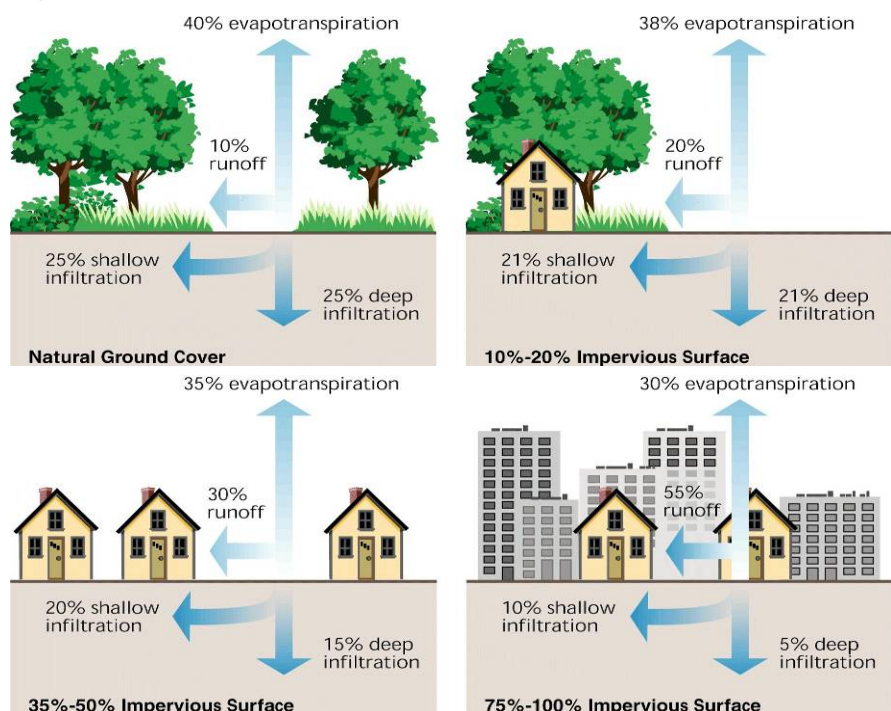 40% evapotranspiration
10%
runoff
25% shallow
infiltration
25% deep
infiltration
Natural Ground Cover
38% evapotranspiration
20%
runoff
21% shallow
infiltration
21% deep
infiltration
10%-20% Impervious Surface
35% evapotranspiration
30%
runoff
20% shallow
infiltration
15% deep
infiltration
35%-50% Impervious Surface
30% evapotranspiration
55%
runoff
10% shallow
infiltration
5% deep
infiltration
75%-100% Impervious Surface